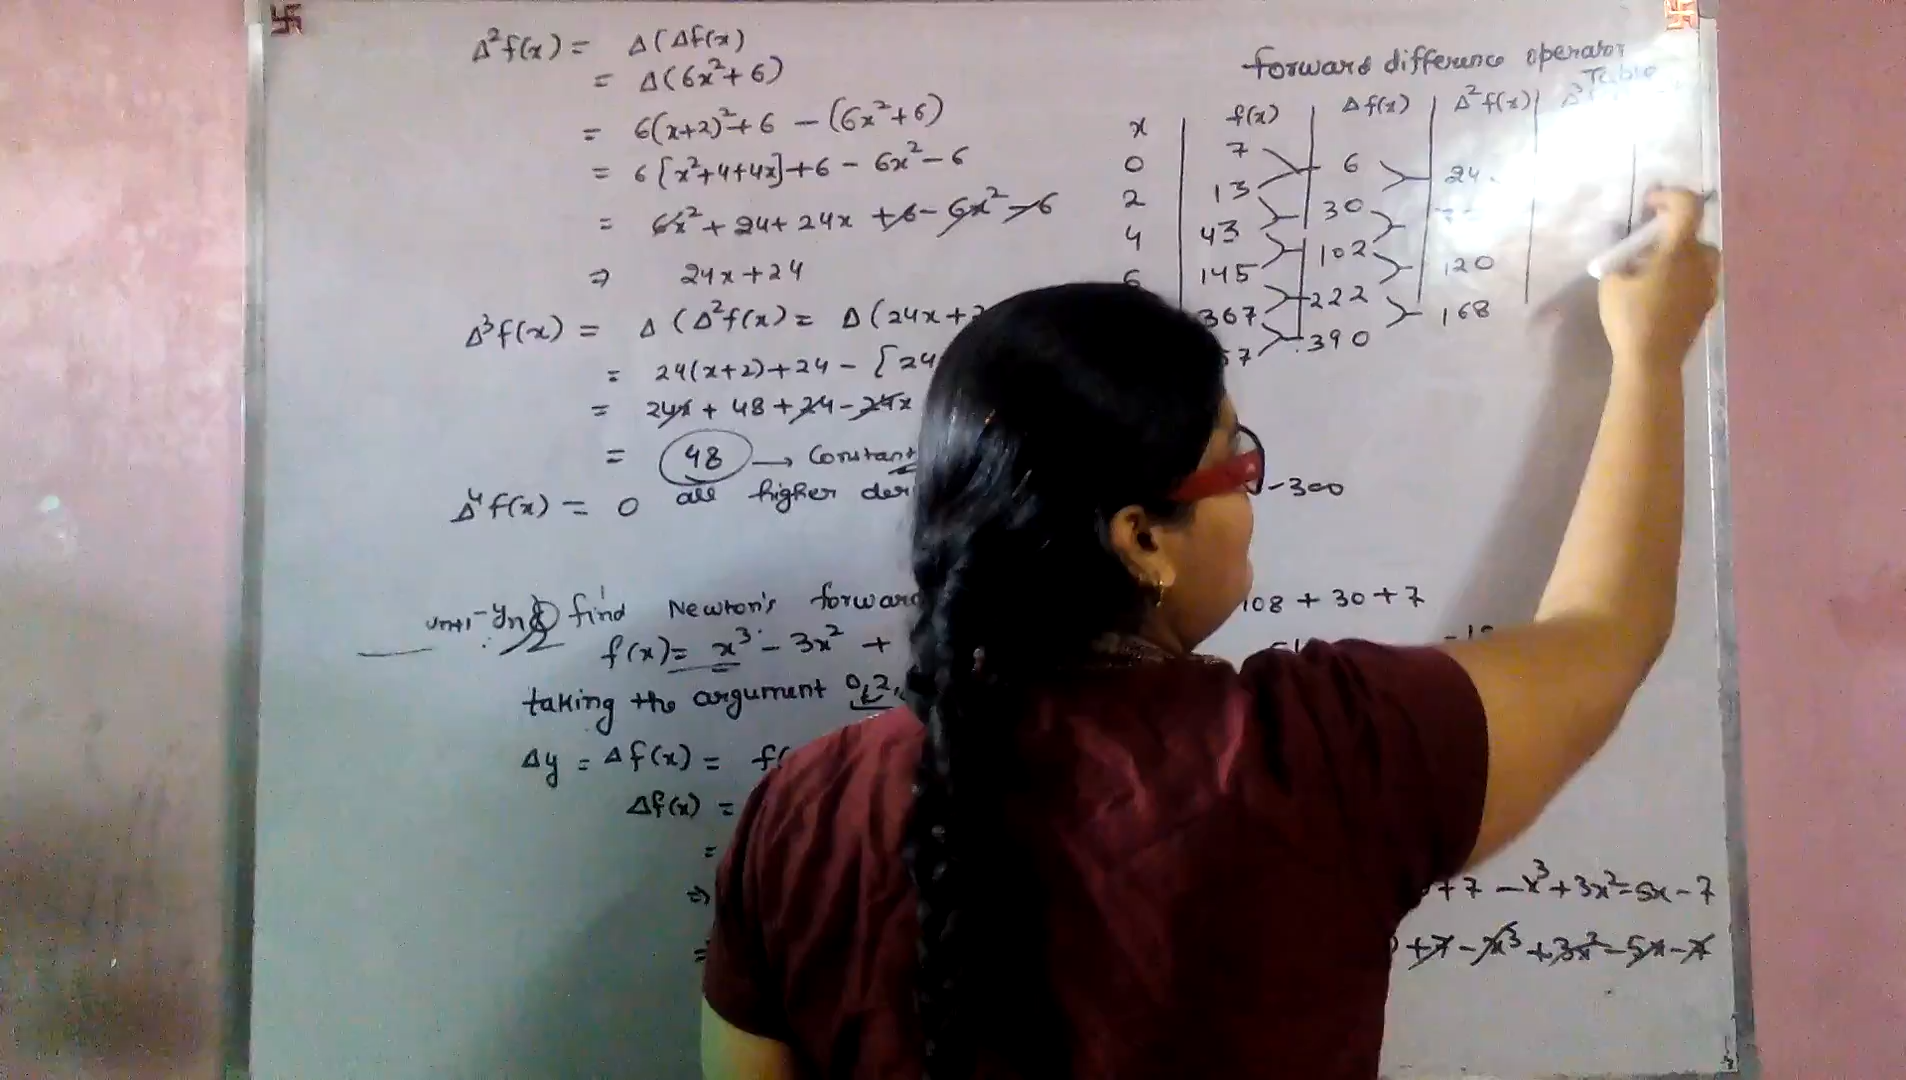 Δ²f(x) = Δ(Δf(x)
= Δ(6x²+6)
= 6(x+2)²+6 - (6x²+6)
= 6[x²+4+4x]+6 - 6x² - 6
= 6x² + 24 + 24x + 6 - 6x² - 6
⇒ 24x + 24
Δ³f(x) = Δ(Δ²f(x) = Δ(24x+
= 24(x+2)+24 - [24
= 24x + 48 + 24 - 24x
= 48 → Constant
Δ⁴f(x) = 0 all higher der
find Newton's forward
f(x) = x³ - 3x² +
taking the argument 0, 2,
Δy = Δf(x) = f(
Δf(x) =
=
⇒
forward difference operator
Table
x f(x) Δf(x) Δ²f(x)
0 7 6 24
2 13 30
4 43 102 120
6 145 222 168
367 390
57
-300
108 + 30 + 7
+7 - x³ + 3x² - 5x - 7
+7 - x³ + 3x² - 5x - 7